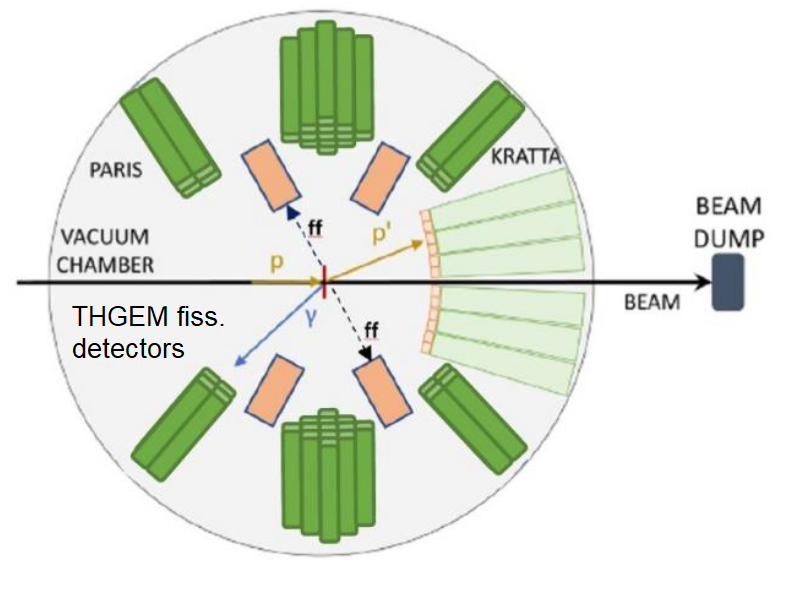 PARIS
KRATTA
VACUUM
CHAMBER
ff
p'
p
BEAM
DUMP
BEAM
THGEM fiss.
detectors
γ
ff